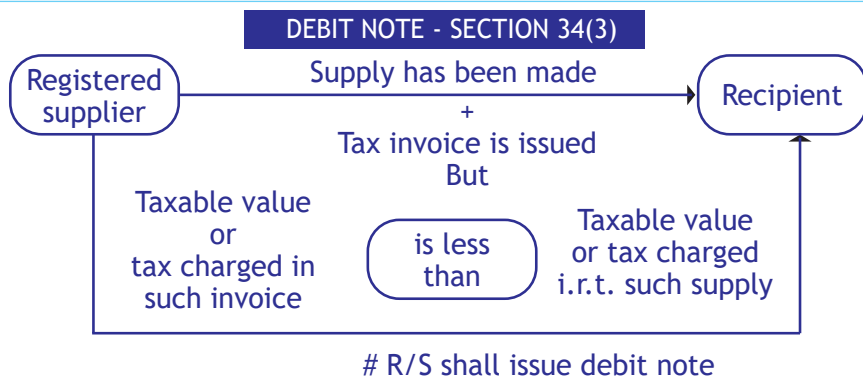 DEBIT NOTE - SECTION 34(3)
Registered
supplier
Supply has been made
+
Tax invoice is issued
But
Recipient
Taxable value
or
tax charged in
such invoice
is less
than
Taxable value
or tax charged
i.r.t. such supply
# R/S shall issue debit note